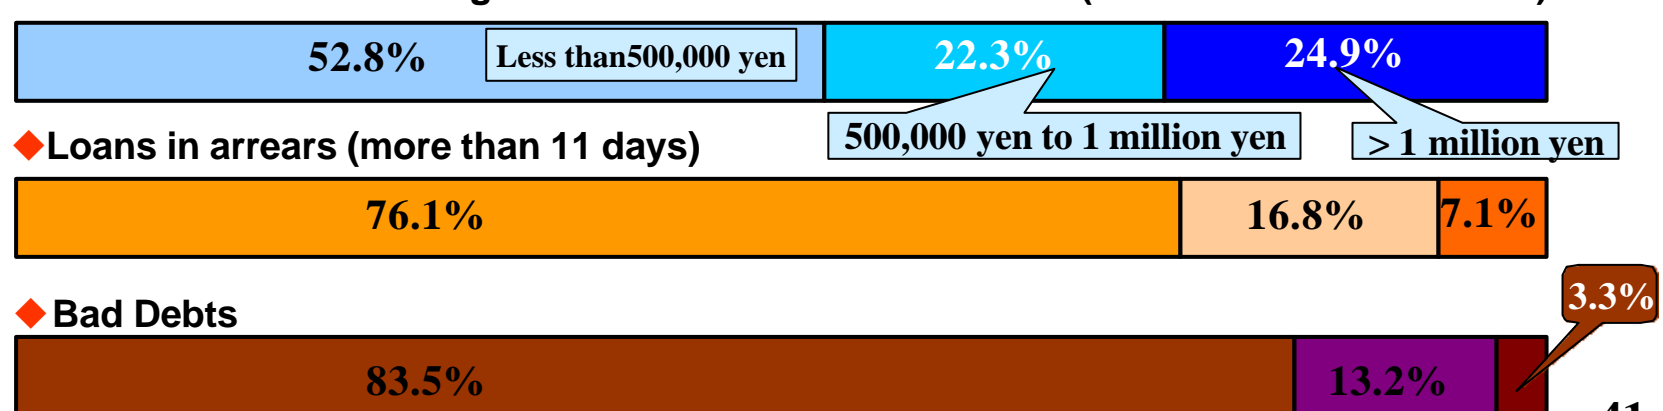 52.8% Less than500,000 yen 22.3% 24.9%
500,000 yen to 1 million yen > 1 million yen
◆Loans in arrears (more than 11 days)
76.1% 16.8% 7.1%
3.3%
◆ Bad Debts
83.5% 13.2%